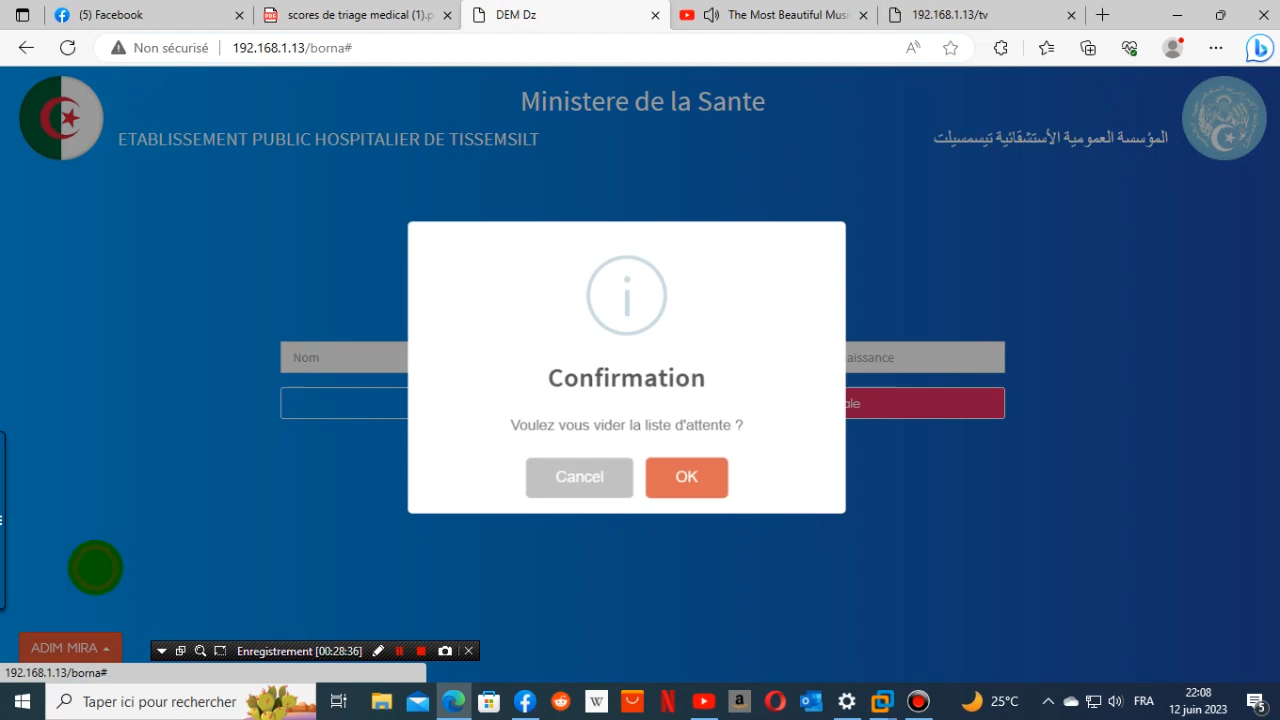 (5) Facebook
scores de triage medical (1).p
DEM Dz
The Most Beautiful Mus
192.168.1.13/tv
Non sécurisé
192.168.1.13/borna#
Ministere de la Sante
ETABLISSEMENT PUBLIC HOSPITALIER DE TISSEMSILT
المؤسسة العمومية الأستشفائية تيسمسيلت
Confirmation
Voulez vous vider la liste d'attente ?
Cancel
OK
Nom
aissance
ale
ADIM MIRA
Enregistrement [00:28:36]
192.168.1.13/borna#
Taper ici pour rechercher
25°C
FRA
22:08
12 juin 2023
5